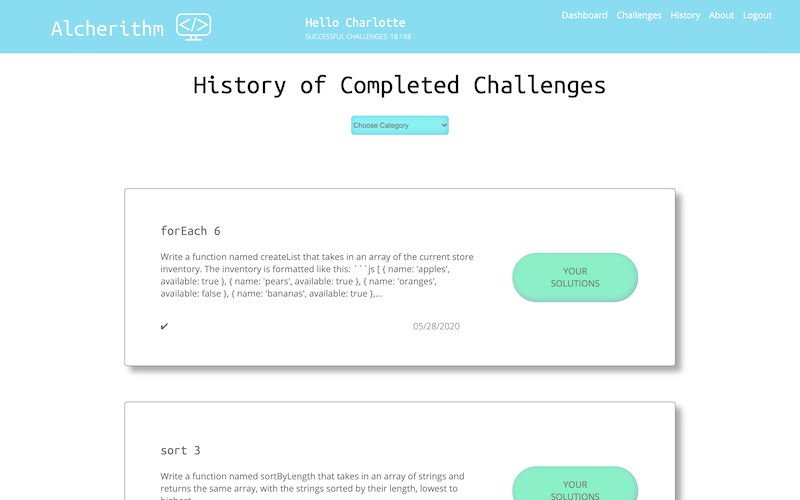 Alcherithm </>
Hello Charlotte
SUCCESSFUL CHALLENGES: 18 / 68
Dashboard Challenges History About Logout
History of Completed Challenges
Choose Category
forEach 6
Write a function named createList that takes in an array of the current store
inventory. The inventory is formatted like this: ```js [ { name: 'apples',
available: true }, { name: 'pears', available: true }, { name: 'oranges',
available: false }, { name: 'bananas', available: true },...
YOUR
SOLUTIONS
✔ 05/28/2020
sort 3
Write a function named sortByLength that takes in an array of strings and
returns the same array, with the strings sorted by their length, lowest to
highest
YOUR
SOLUTIONS